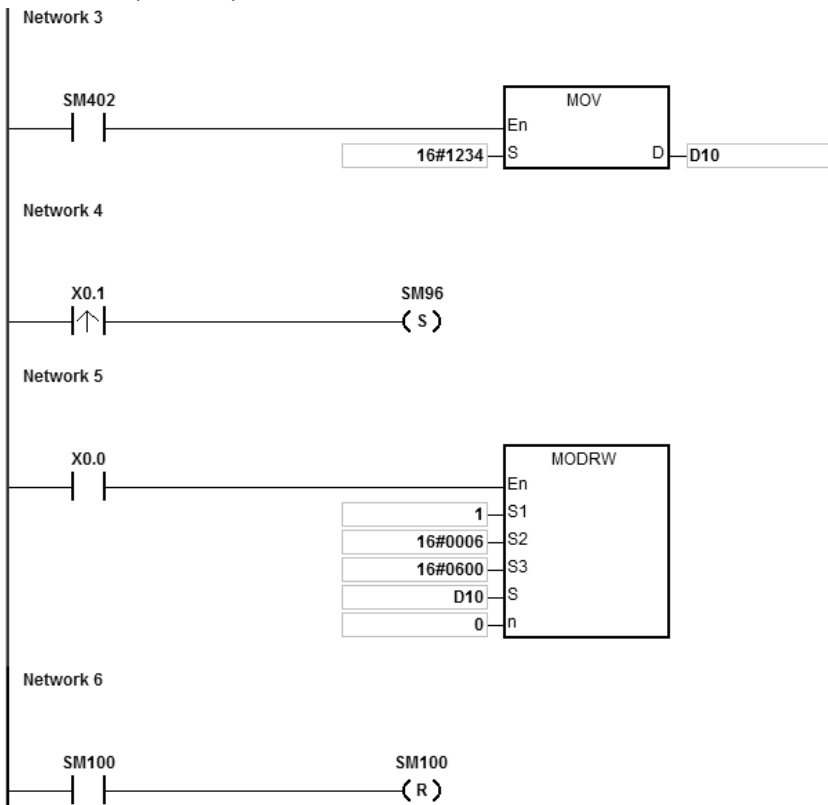 Network 3
SM402
MOV
En
16#1234 S D D10
Network 4
X0.1 SM96
S
Network 5
X0.0
MODRW
En
1 S1
16#0006 S2
16#0600 S3
D10 S
0 n
Network 6
SM100 SM100
R